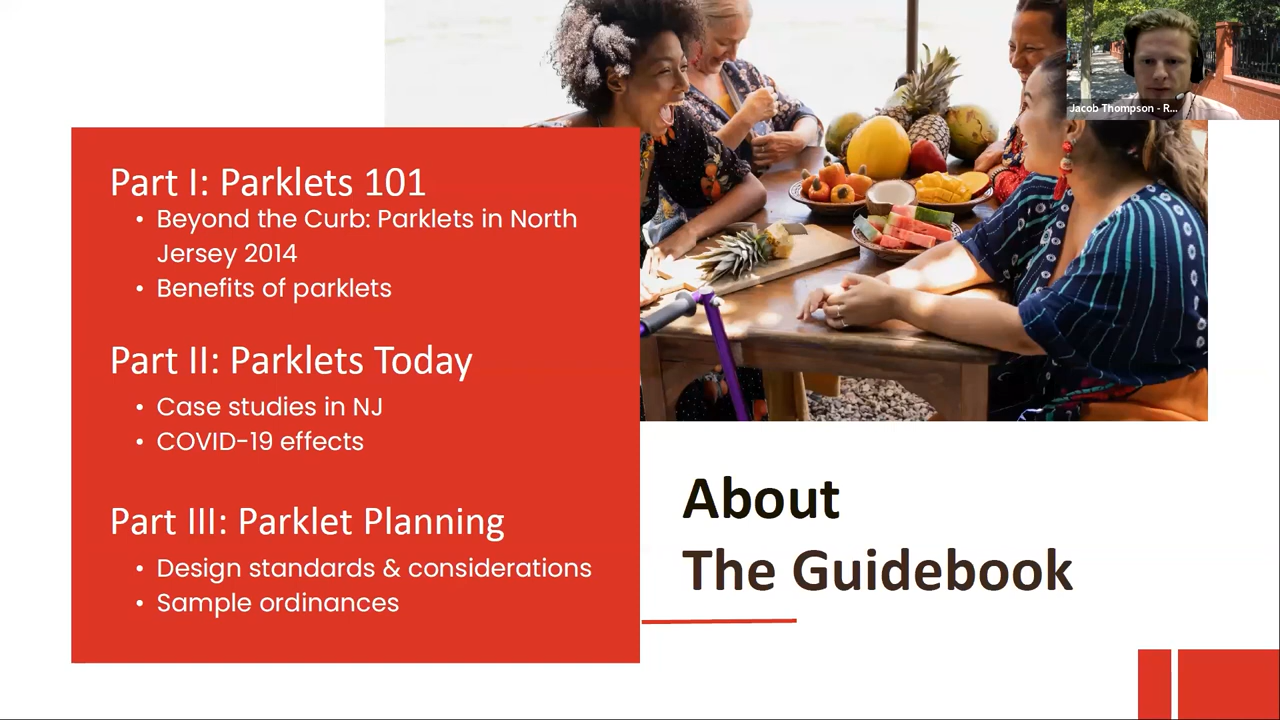 Jacob Thompson - R...
Part I: Parklets 101
• Beyond the Curb: Parklets in North
Jersey 2014
• Benefits of parklets
Part II: Parklets Today
• Case studies in NJ
• COVID-19 effects
Part III: Parklet Planning
• Design standards & considerations
• Sample ordinances
About
The Guidebook